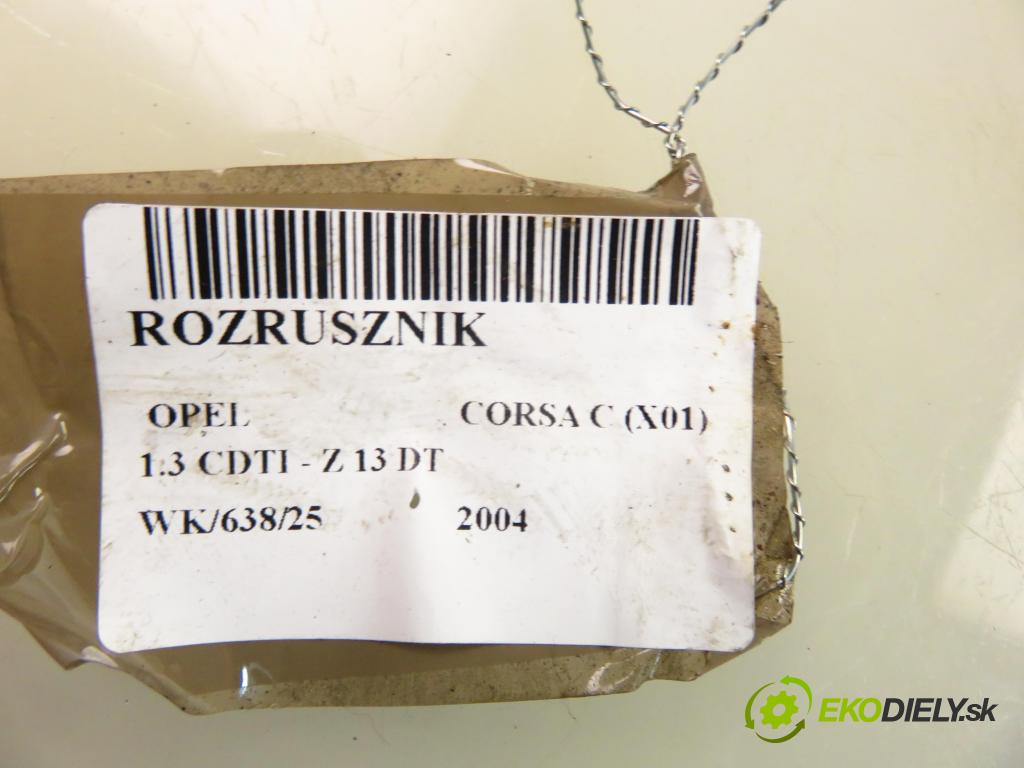 ROZRUSZNIK
OPEL CORSA C (X01)
1.3 CDTI - Z 13 DT
WK/638/25 2004
EKODIELY.sk